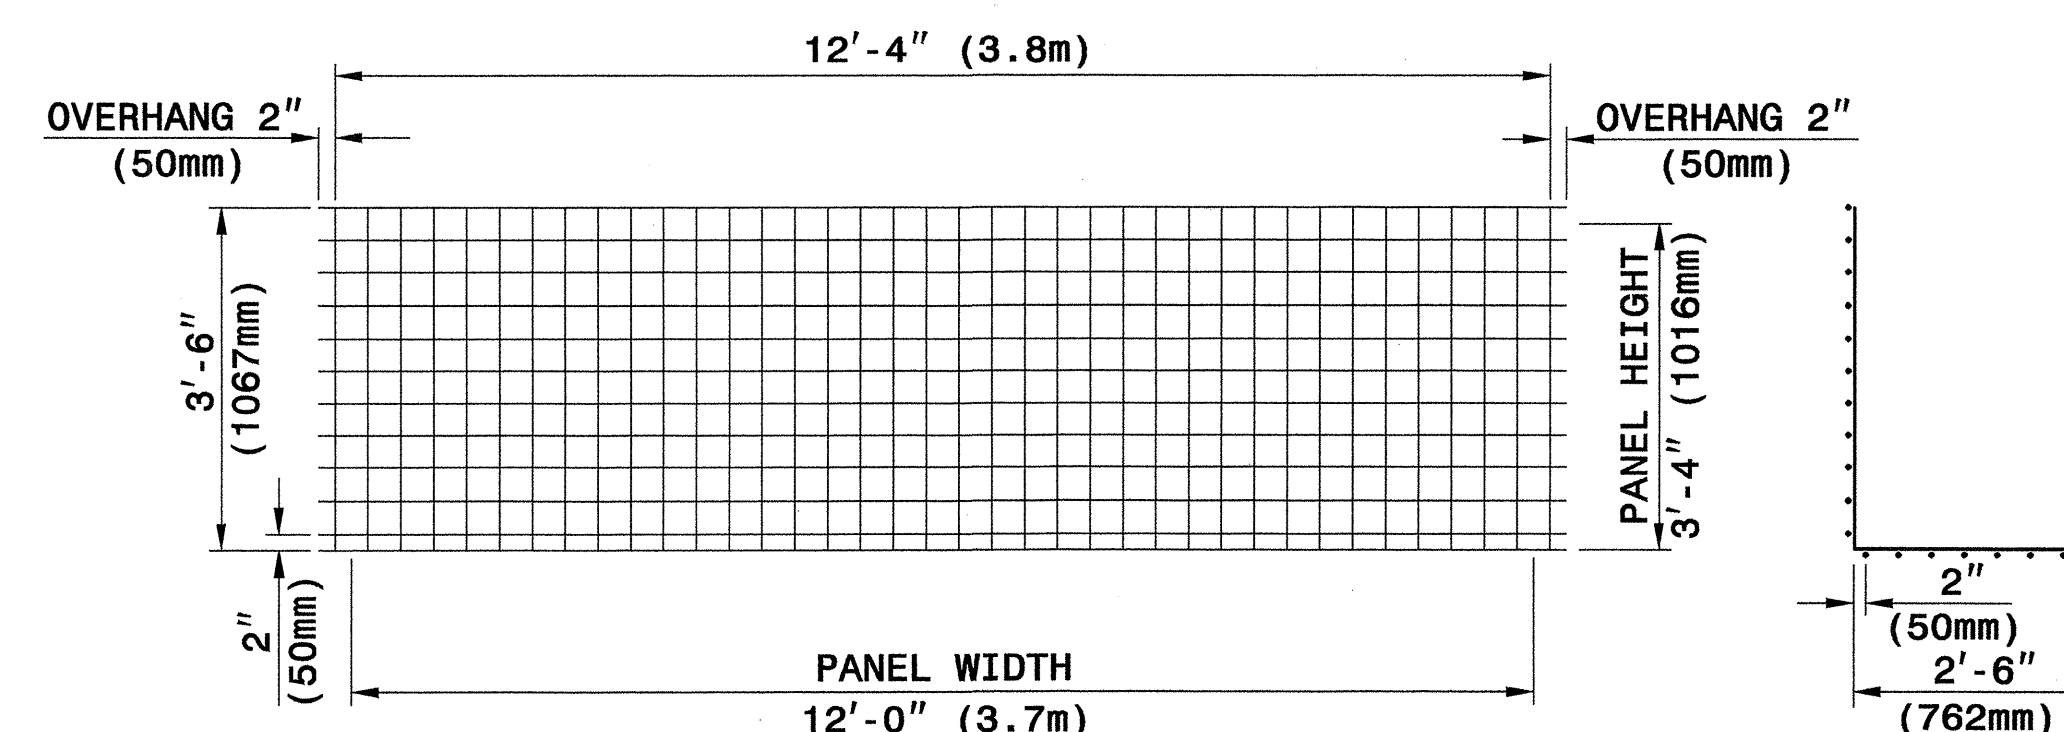 12'-4" (3.8m)
OVERHANG 2"
(50mm)
OVERHANG 2"
(50mm)
3'-6"
(1067mm)
PANEL HEIGHT
3'-4" (1016mm)
2"
(50mm)
PANEL WIDTH
12'-0" (3.7m)
2"
(50mm)
2'-6"
(762mm)